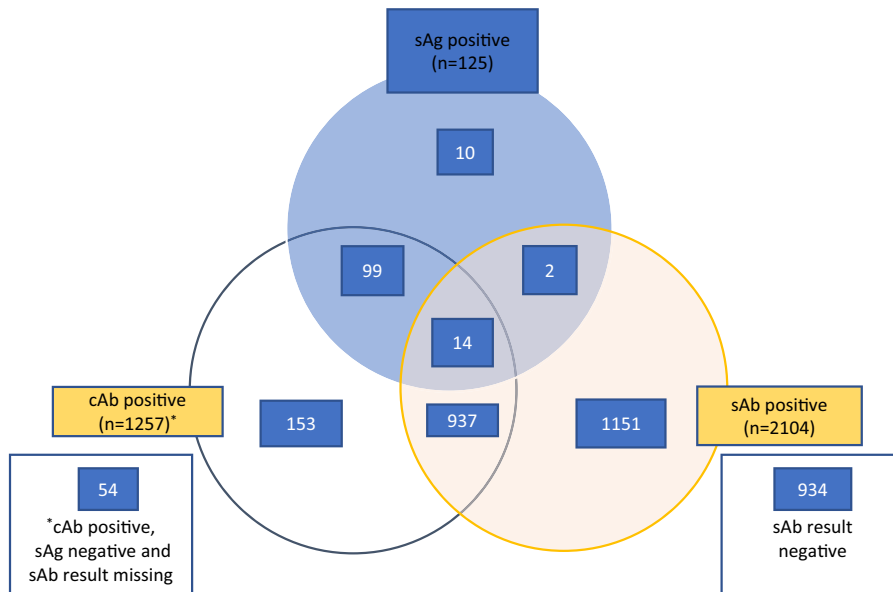 sAg positive
(n=125)
10
99
2
14
cAb positive
(n=1257)*
153
937
1151
sAb positive
(n=2104)
54
*cAb positive,
sAg negative and
sAb result missing
934
sAb result
negative